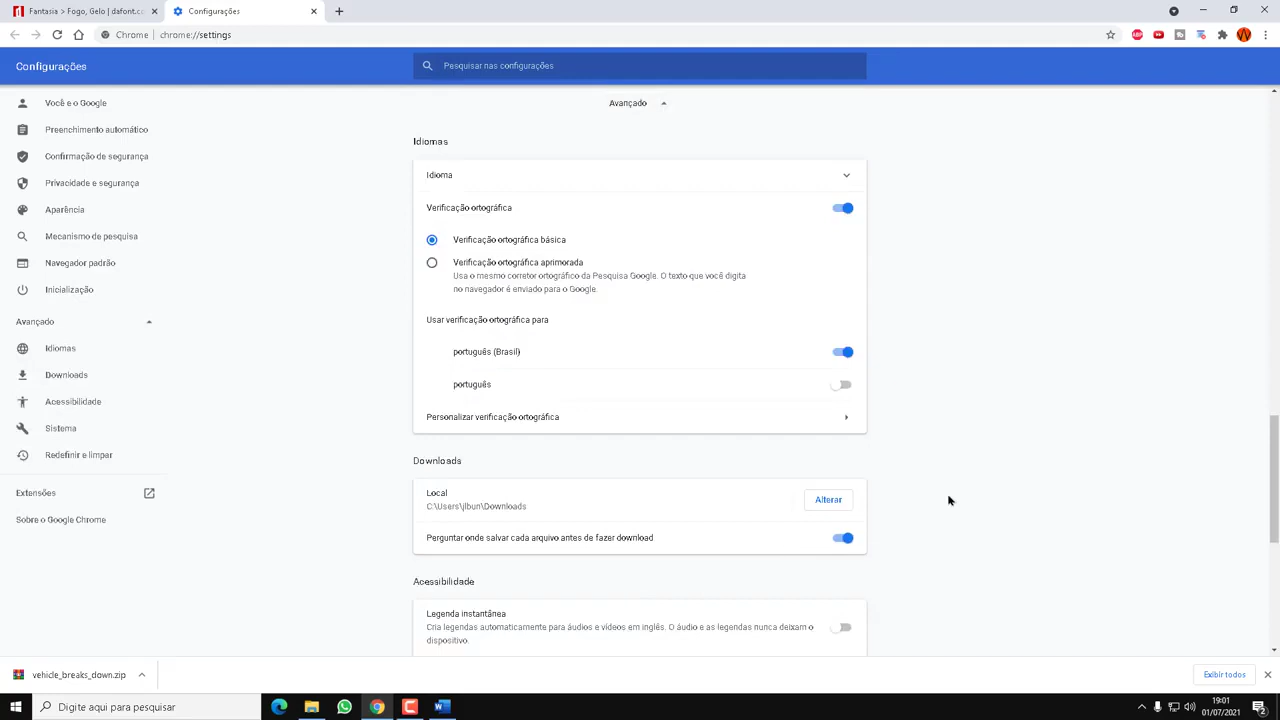 Fantasia > Fogo, Gelo | dafont.c
Configurações
Chrome | chrome://settings
Configurações
Pesquisar nas configurações
Você e o Google
Preenchimento automático
Confirmação de segurança
Privacidade e segurança
Aparência
Mecanismo de pesquisa
Navegador padrão
Inicialização
Avançado
Idiomas
Downloads
Acessibilidade
Sistema
Redefinir e limpar
Extensões
Sobre o Google Chrome
Avançado
Idiomas
Idioma
Verificação ortográfica
Verificação ortográfica básica
Verificação ortográfica aprimorada
Usa o mesmo corretor ortográfico da Pesquisa Google. O texto que você digita
no navegador é enviado para o Google.
Usar verificação ortográfica para
português (Brasil)
português
Personalizar verificação ortográfica
Downloads
Local
C:\Users\jlbun\Downloads
Alterar
Perguntar onde salvar cada arquivo antes de fazer download
Acessibilidade
Legenda instantânea
Cria legendas automaticamente para áudios e vídeos em inglês. O áudio e as legendas nunca deixam o
dispositivo.
vehicle_breaks_down.zip
Exibir todos
Digite aqui para pesquisar
19:01
01/07/2021
2